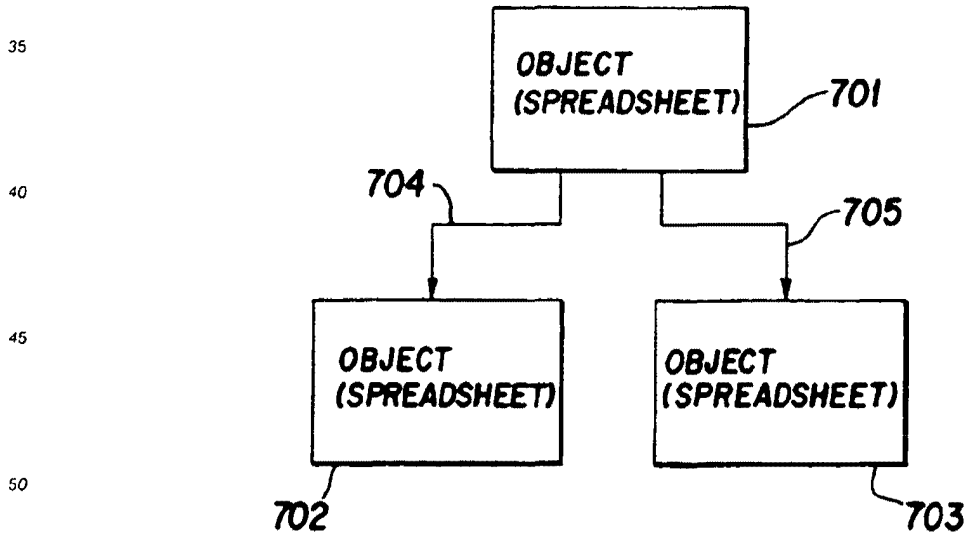 35
OBJECT
(SPREADSHEET)
701
40
704
705
45
OBJECT
(SPREADSHEET)
OBJECT
(SPREADSHEET)
50
702
703